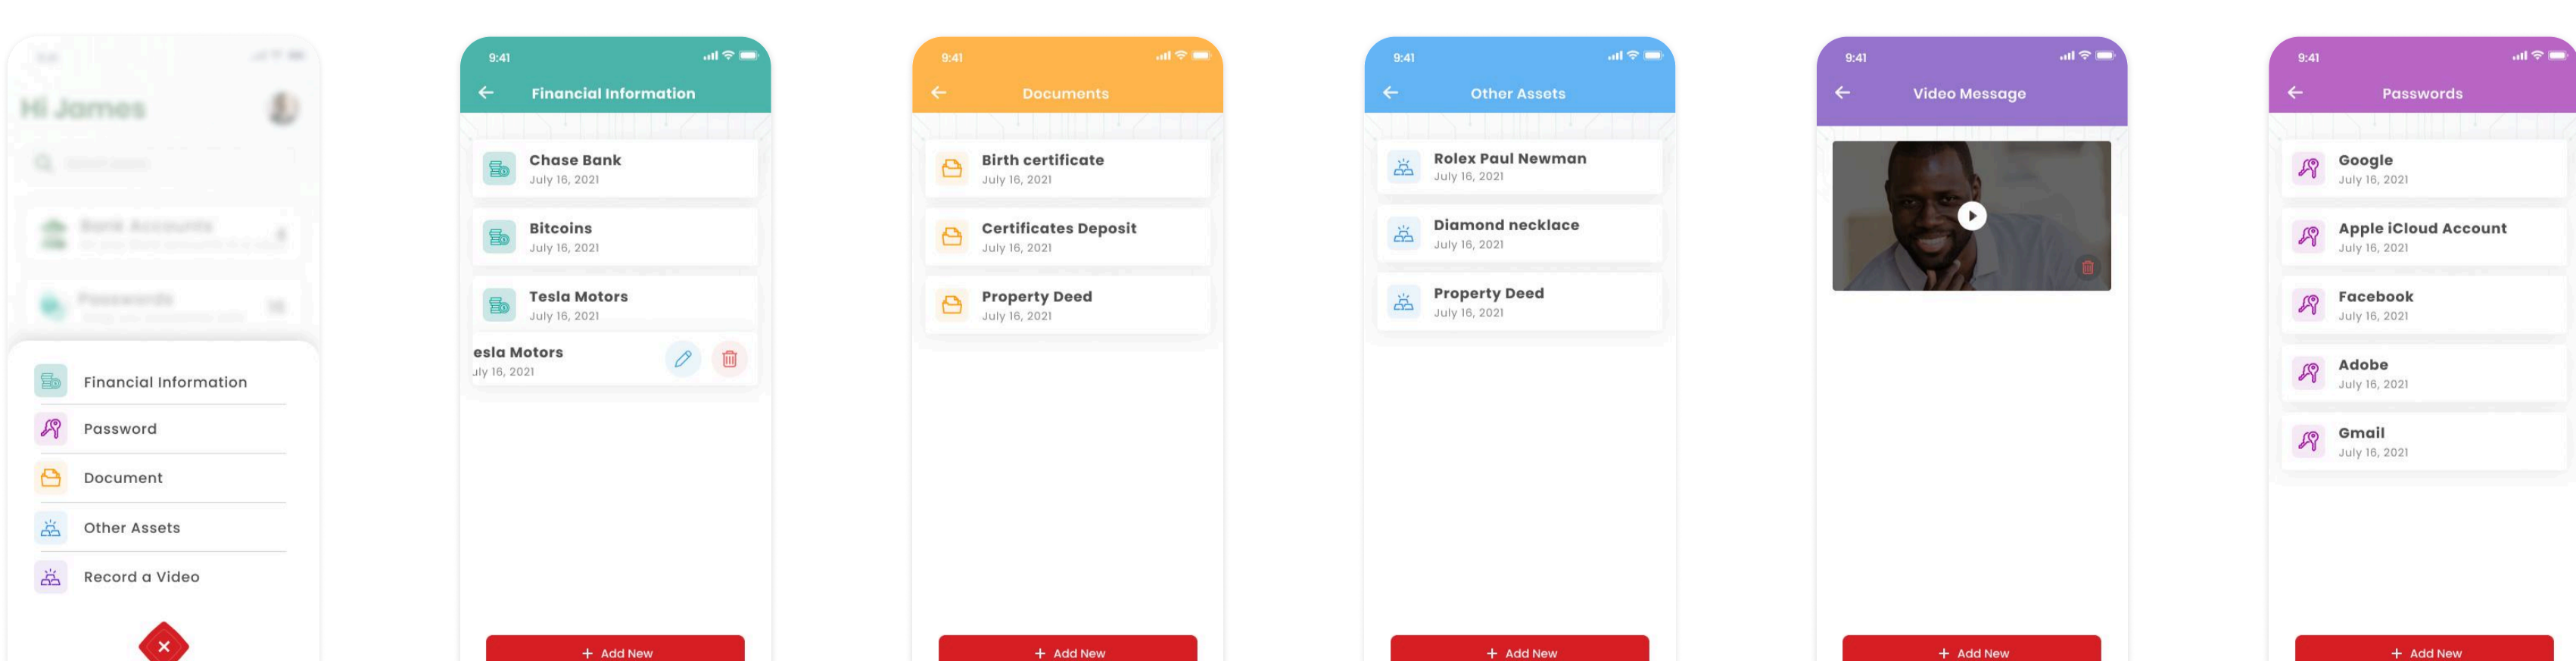 Hi James
Bank Accounts
Passwords
Financial Information
Password
Document
Other Assets
Record a Video
9:41
Financial Information
Chase Bank
July 16, 2021
Bitcoins
July 16, 2021
Tesla Motors
July 16, 2021
esla Motors
uly 16, 2021
+ Add New
9:41
Documents
Birth certificate
July 16, 2021
Certificates Deposit
July 16, 2021
Property Deed
July 16, 2021
+ Add New
9:41
Other Assets
Rolex Paul Newman
July 16, 2021
Diamond necklace
July 16, 2021
Property Deed
July 16, 2021
+ Add New
9:41
Video Message
+ Add New
9:41
Passwords
Google
July 16, 2021
Apple iCloud Account
July 16, 2021
Facebook
July 16, 2021
Adobe
July 16, 2021
Gmail
July 16, 2021
+ Add New